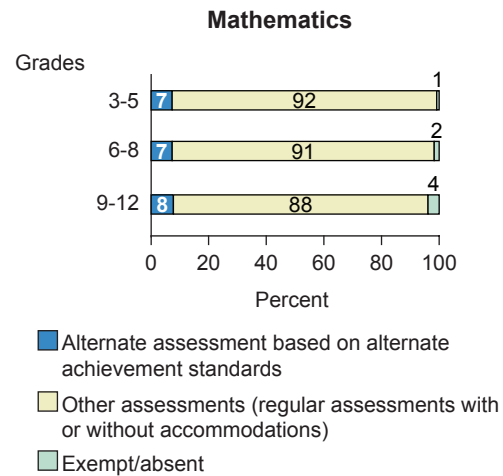 Mathematics
Grades
1
3-5 7 92
2
6-8 7 91
4
9-12 8 88
0 20 40 60 80 100
Percent
Alternate assessment based on alternate
achievement standards
Other assessments (regular assessments with
or without accommodations)
Exempt/absent